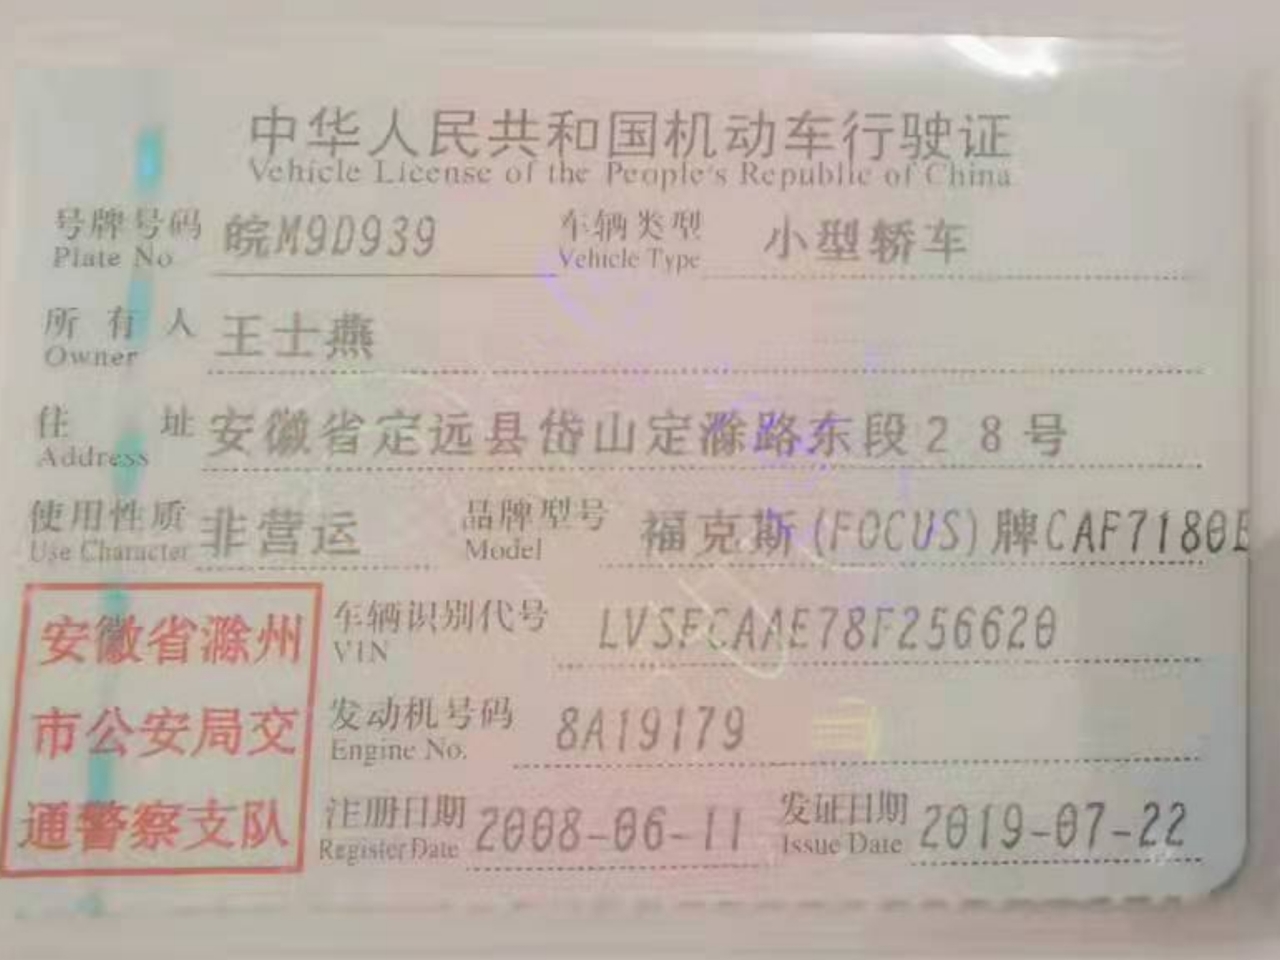 中华人民共和国机动车行驶证
Vehicle License of the People's Republic of China
号牌号码 皖M9D939 车辆类型 小型轿车
Plate No Vehicle Type
所有人 王士燕
Owner
住址 安徽省定远县岱山定滁路东段28号
Address
使用性质 非营运 品牌型号 福克斯(FOCUS)牌CAF7180E
Use Character Model
车辆识别代号 LVSFCAAE78F256620
VIN
发动机号码 8A19179
Engine No.
注册日期 2008-06-11 发证日期 2019-07-22
Register Date Issue Date
安徽省滁州
市公安局交
通警察支队